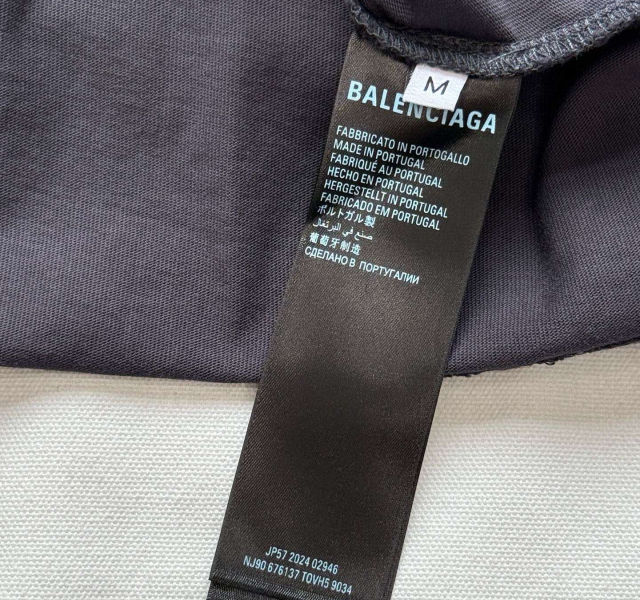 M
BALENCIAGA
FABBRICATO IN PORTOGALLO
MADE IN PORTUGAL
FABRIQUÉ AU PORTUGAL
HECHO EN PORTUGAL
HERGESTELLT IN PORTUGAL
FABRICADO EM PORTUGAL
ポルトガル製
صنع في البرتغال
葡萄牙制造
СДЕЛАНО В ПОРТУГАЛИИ
JP57 2024 02946
NJ90 676137 TOVH5 9034